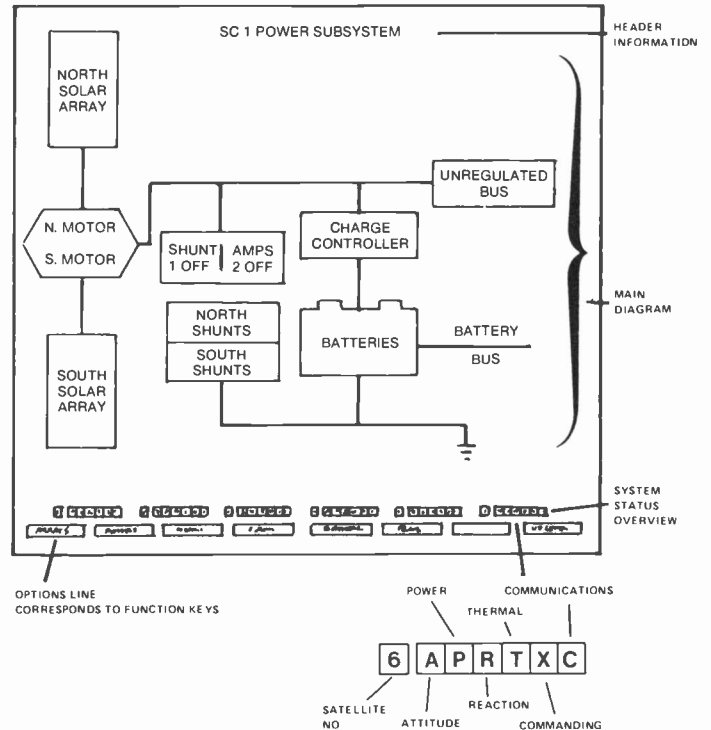 SC 1 POWER SUBSYSTEM
HEADER
INFORMATION
NORTH
SOLAR
ARRAY
UNREGULATED
BUS
N. MOTOR
S. MOTOR
SHUNT AMPS
1 OFF 2 OFF
CHARGE
CONTROLLER
MAIN
DIAGRAM
NORTH
SHUNTS
SOUTH
SHUNTS
BATTERIES
BATTERY
BUS
SOUTH
SOLAR
ARRAY
SYSTEM
STATUS
OVERVIEW
ARRAYS
OPTIONS LINE
CORRESPONDS TO FUNCTION KEYS
POWER
COMMUNICATIONS
THERMAL
6 A P R T X C
SATELLITE
NO
ATTITUDE
REACTION
COMMANDING